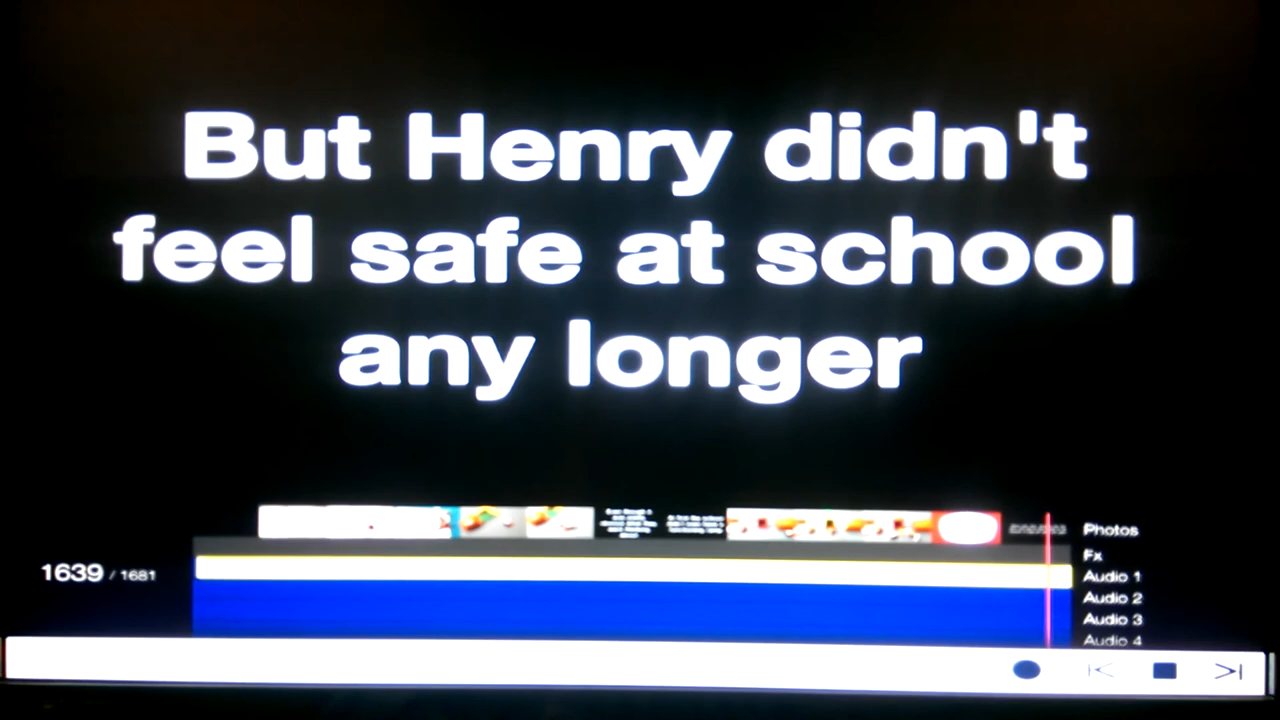 But Henry didn't
feel safe at school
any longer
Photos
Fx
1639 / 1681
Audio 1
Audio 2
Audio 3
Audio 4